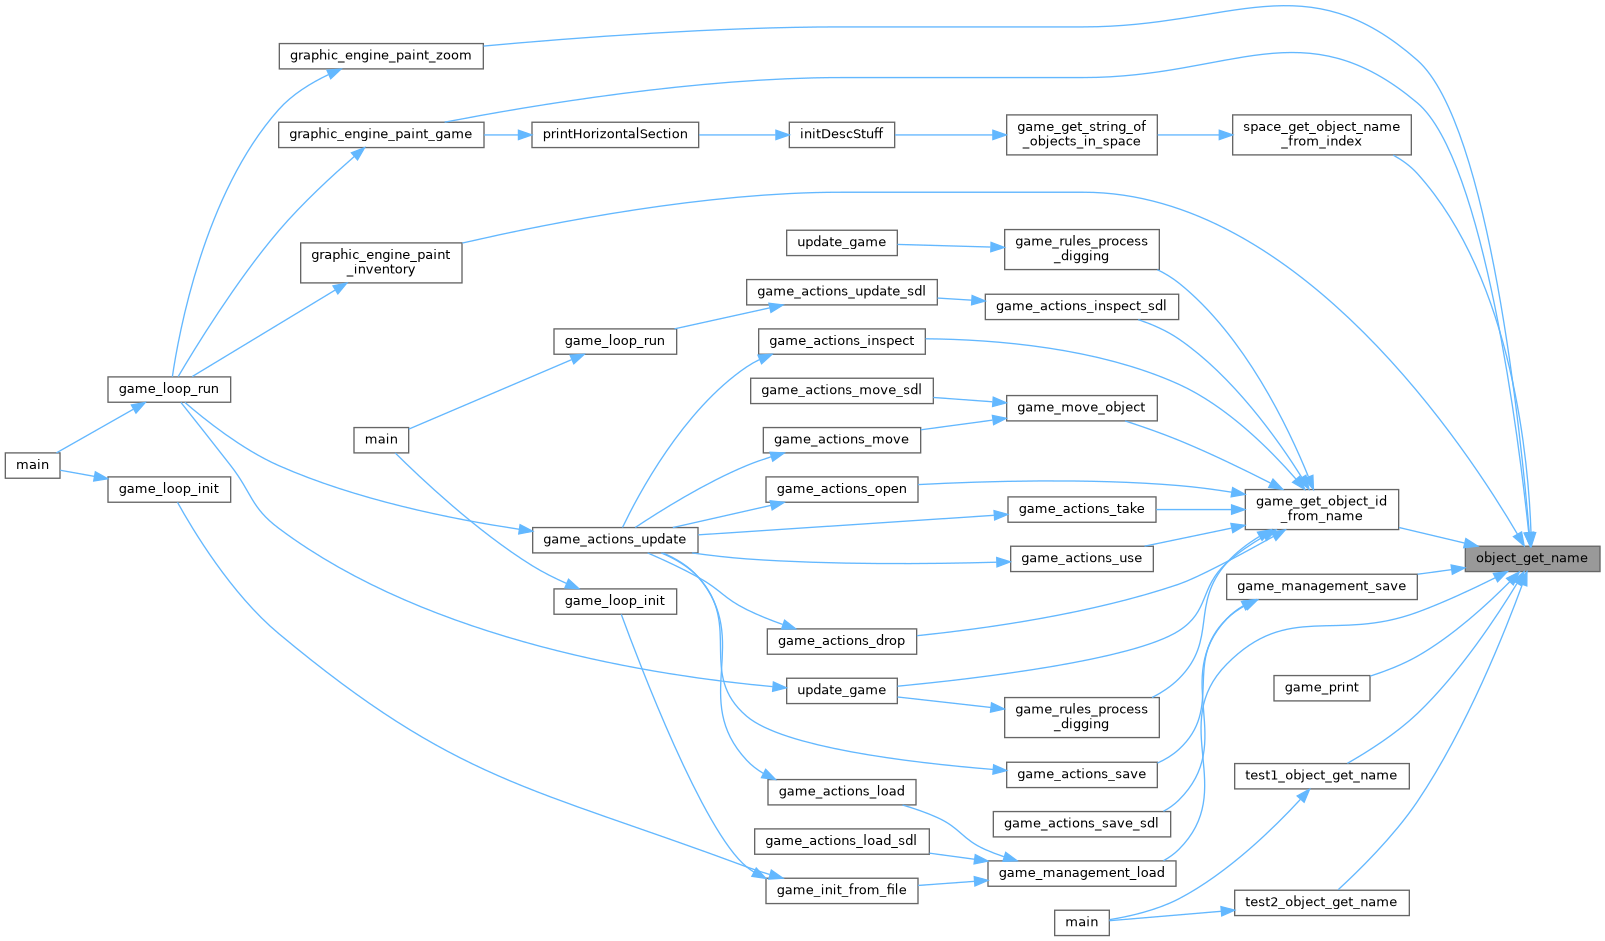 graphic_engine_paint_zoom
graphic_engine_paint_game
printHorizontalSection
initDescStuff
game_get_string_of
_objects_in_space
space_get_object_name
_from_index
graphic_engine_paint
_inventory
update_game
game_rules_process
_digging
game_actions_update_sdl
game_actions_inspect_sdl
game_loop_run
game_actions_inspect
game_loop_run
game_actions_move_sdl
game_move_object
main
game_actions_move
main
game_loop_init
game_actions_open
game_actions_take
game_get_object_id
_from_name
game_actions_update
game_actions_use
object_get_name
game_management_save
game_loop_init
game_actions_drop
update_game
game_rules_process
_digging
game_print
game_actions_save
test1_object_get_name
game_actions_load
game_actions_save_sdl
game_actions_load_sdl
game_management_load
game_init_from_file
test2_object_get_name
main